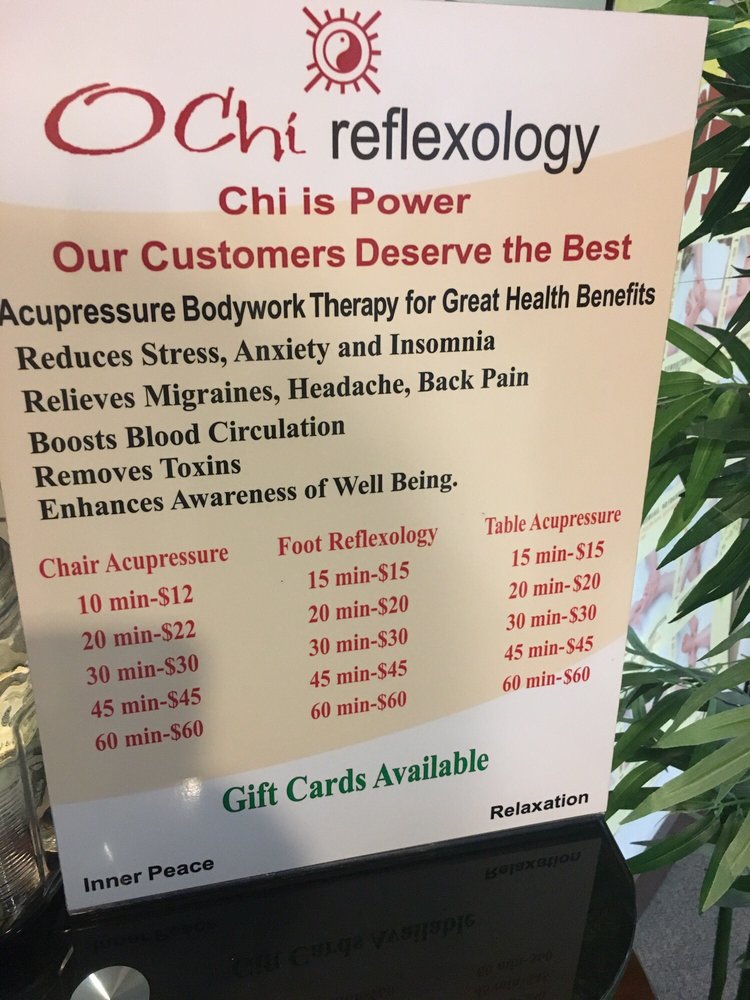 OChi reflexology
Chi is Power
Our Customers Deserve the Best
Acupressure Bodywork Therapy for Great Health Benefits
Reduces Stress, Anxiety and Insomnia
Relieves Migraines, Headache, Back Pain
Boosts Blood Circulation
Removes Toxins
Enhances Awareness of Well Being.
Chair Acupressure
10 min-$12
20 min-$22
30 min-$30
45 min-$45
60 min-$60
Foot Reflexology
15 min-$15
20 min-$20
30 min-$30
45 min-$45
60 min-$60
Table Acupressure
15 min-$15
20 min-$20
30 min-$30
45 min-$45
60 min-$60
Gift Cards Available
Inner Peace
Relaxation